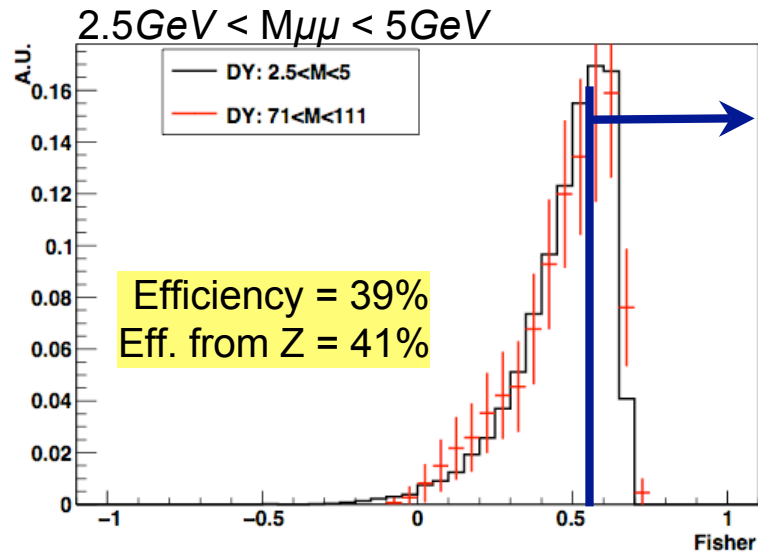 2.5GeV < Mμμ < 5GeV
A.U.
DY: 2.5<M<5
DY: 71<M<111
0.16
0.14
0.12
0.1
0.08
0.06
0.04
0.02
0
Efficiency = 39%
Eff. from Z = 41%
−1
−0.5
0
0.5
1
Fisher